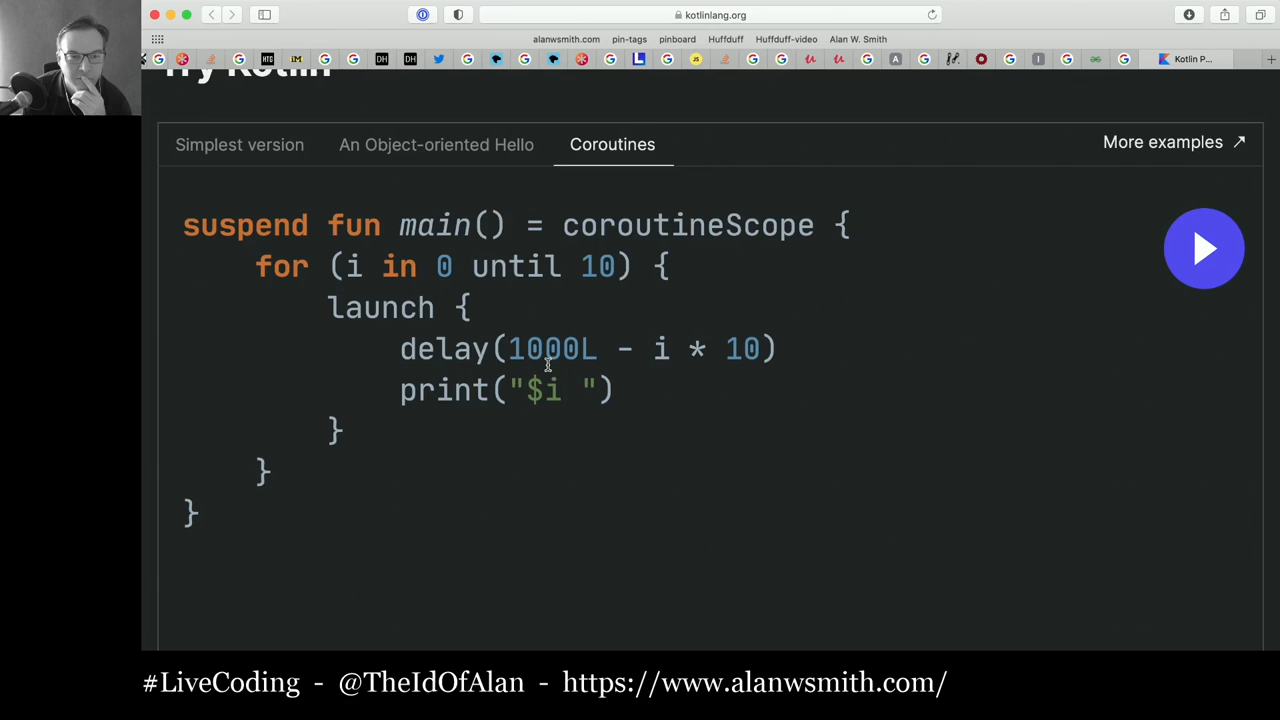 kotlinlang.org
alanwsmith.com pin-tags pinboard Huffduff Huffduff-video Alan W. Smith
Kotlin P...
Try Kotlin
Simplest version An Object-oriented Hello Coroutines More examples ↗
suspend fun main() = coroutineScope {
for (i in 0 until 10) {
launch {
delay(1000L - i * 10)
print("$i ")
}
}
}
#LiveCoding - @TheIdOfAlan - https://www.alanwsmith.com/